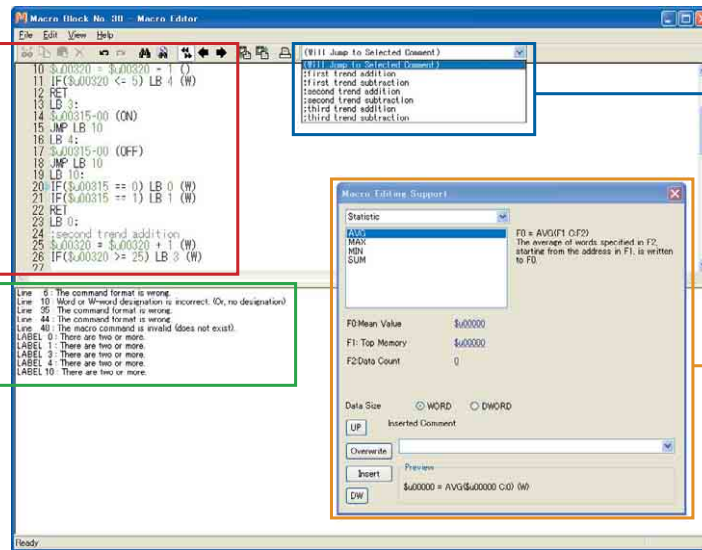 Macro Block No. 30 - Macro Editor
File Edit View Help
(Will Jump to Selected Comment)
(Will Jump to Selected Comment)
;first trend addition
;first trend subtraction
;second trend addition
;second trend subtraction
;third trend addition
;third trend subtraction
10 $u00320 = $u00320 - 1 ()
11 IF($u00320 <= 5) LB 4 (W)
12 RET
13 LB 3:
14 $u00315-00 (ON)
15 JMP LB 10
16 LB 4:
17 $u00315-00 (OFF)
18 JMP LB 10
19 LB 10:
20 IF($u00315 == 0) LB 0 (W)
21 IF($u00315 == 1) LB 1 (W)
22 RET
23 LB 0:
24 ;second trend addition
25 $u00320 = $u00320 + 1 (W)
26 IF($u00320 >= 25) LB 3 (W)
27
Line 6 : The command format is wrong.
Line 10 : Word or W-word designation is incorrect. (Or, no designation)
Line 35 : The command format is wrong.
Line 44 : The command format is wrong.
Line 40 : The macro command is invalid (does not exist).
LABEL 0 : There are two or more.
LABEL 1 : There are two or more.
LABEL 3 : There are two or more.
LABEL 4 : There are two or more.
LABEL 10 : There are two or more.
Macro Editing Support
Statistic
AVG
MAX
MIN
SUM
F0 = AVG(F1 C:F2)
The average of words specified in F2, starting from the address in F1, is written to F0.
F0:Mean Value $u00000
F1: Top Memory $u00000
F2:Data Count 0
Data Size WORD DWORD
UP Inserted Comment
Overwrite
Insert
Preview
$u00000 = AVG($u00000 C:0) (W)
DW
Ready